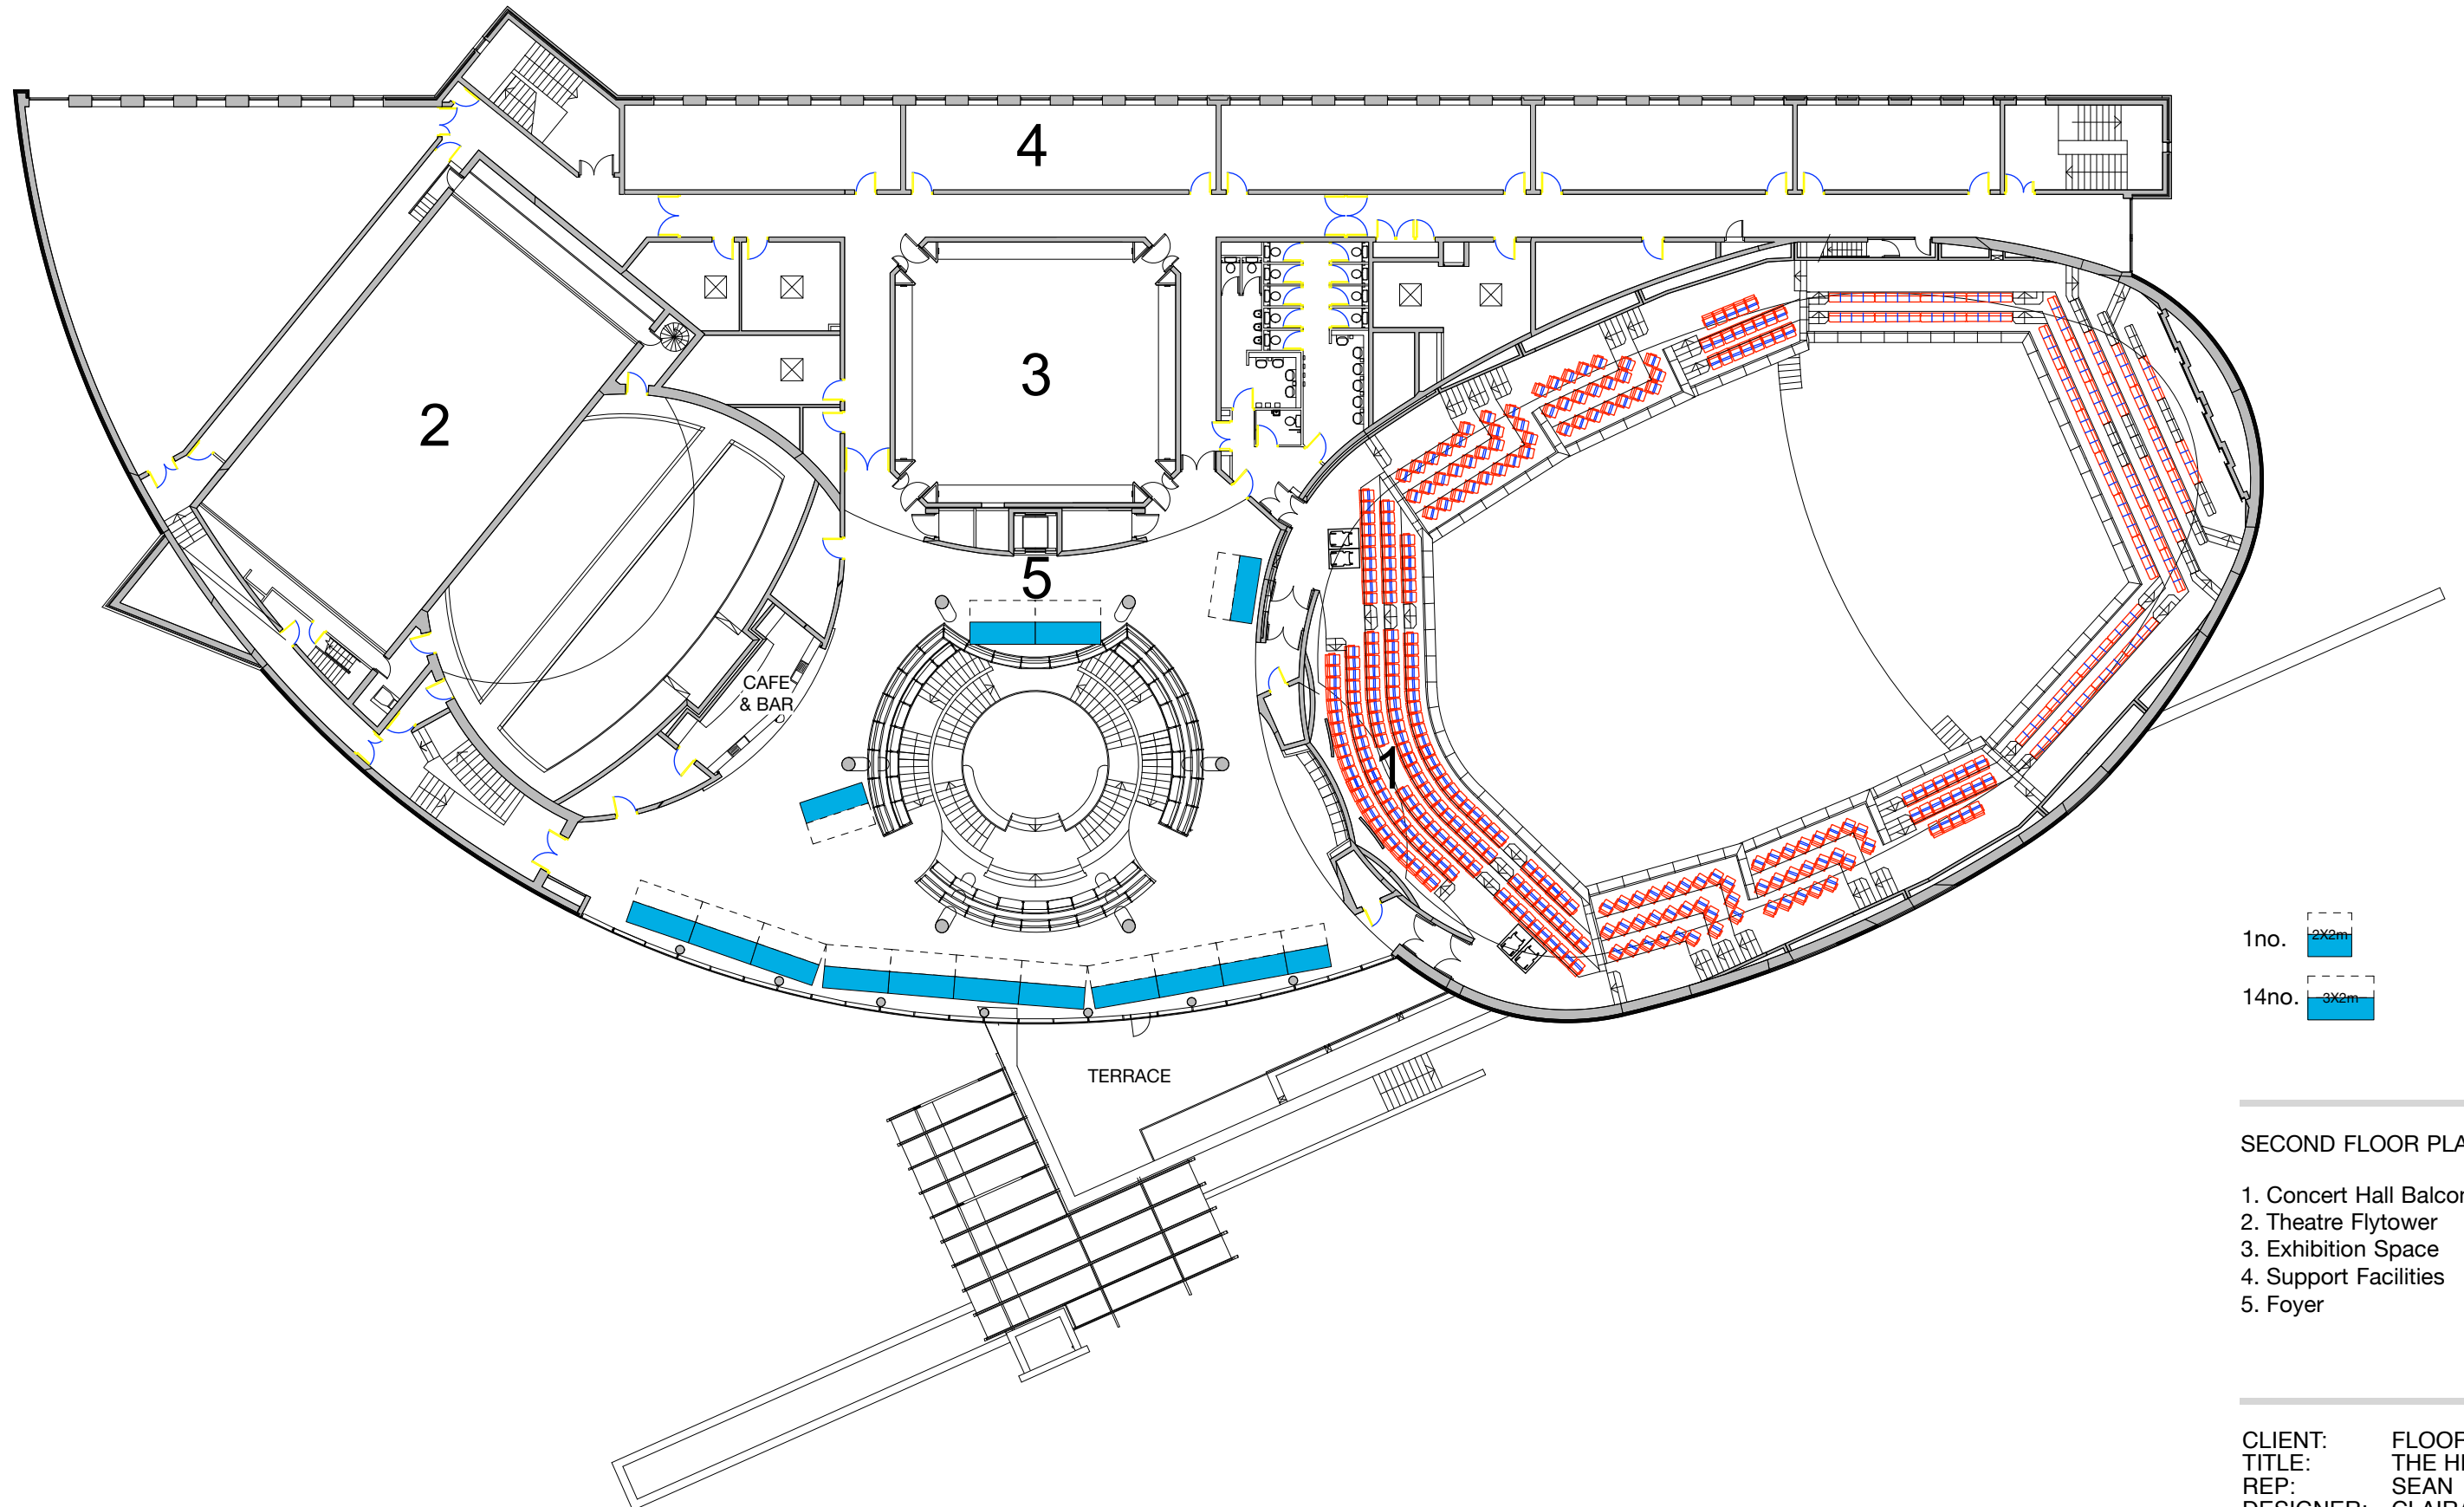 4
3
2
5
CAFE
& BAR
1
1no. 2X2m
14no. 3X2m
TERRACE
SECOND FLOOR PLA
1. Concert Hall Balco
2. Theatre Flytower
3. Exhibition Space
4. Support Facilities
5. Foyer
CLIENT: FLOOR
TITLE: THE HE
REP: SEAN